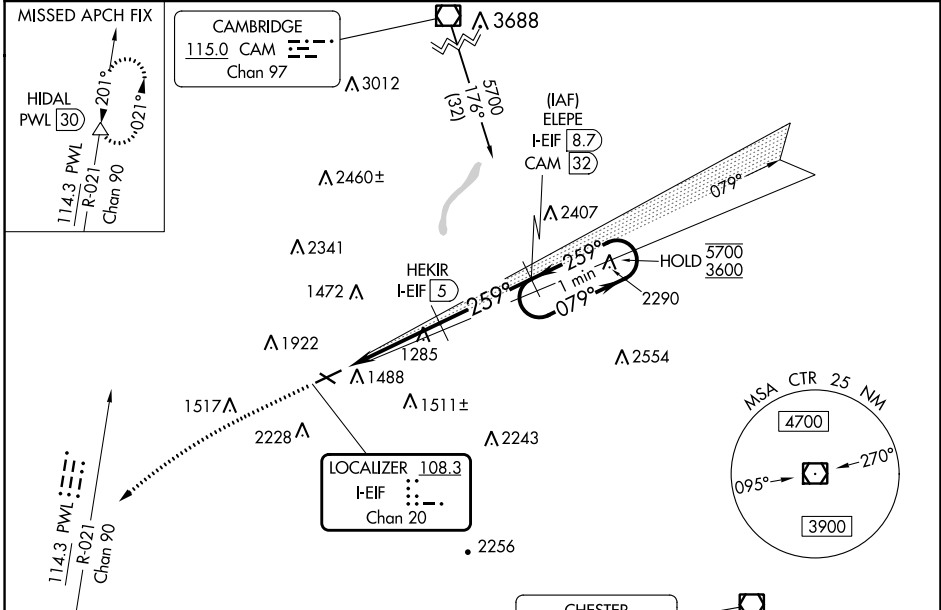 MISSED APCH FIX
HIDAL
PWL 30
201°
021°
114.3 PWL
R-021
Chan 90
CAMBRIDGE
115.0 CAM
Chan 97
3688
3012
5700
176°
(32)
(IAF)
ELEPE
I-EIF 8.7
CAM 32
2460±
2407
079°
2341
HEKIR
I-EIF 5
259°
259°
1 min
079°
HOLD 5700
3600
2290
1472
1922
1285
1488
2554
1517
1511±
2228
2243
MSA CTR 25 NM
4700
095°
270°
3900
LOCALIZER 108.3
I-EIF
Chan 20
114.3 PWL
R-021
Chan 90
2256
CHESTER